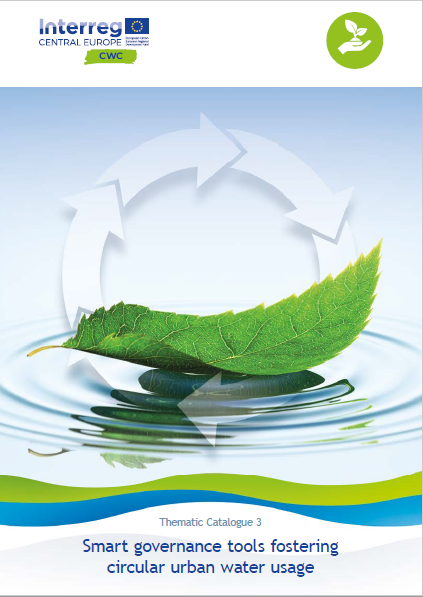 Interreg
CENTRAL EUROPE
CWC
Thematic Catalogue 3
Smart governance tools fostering
circular urban water usage